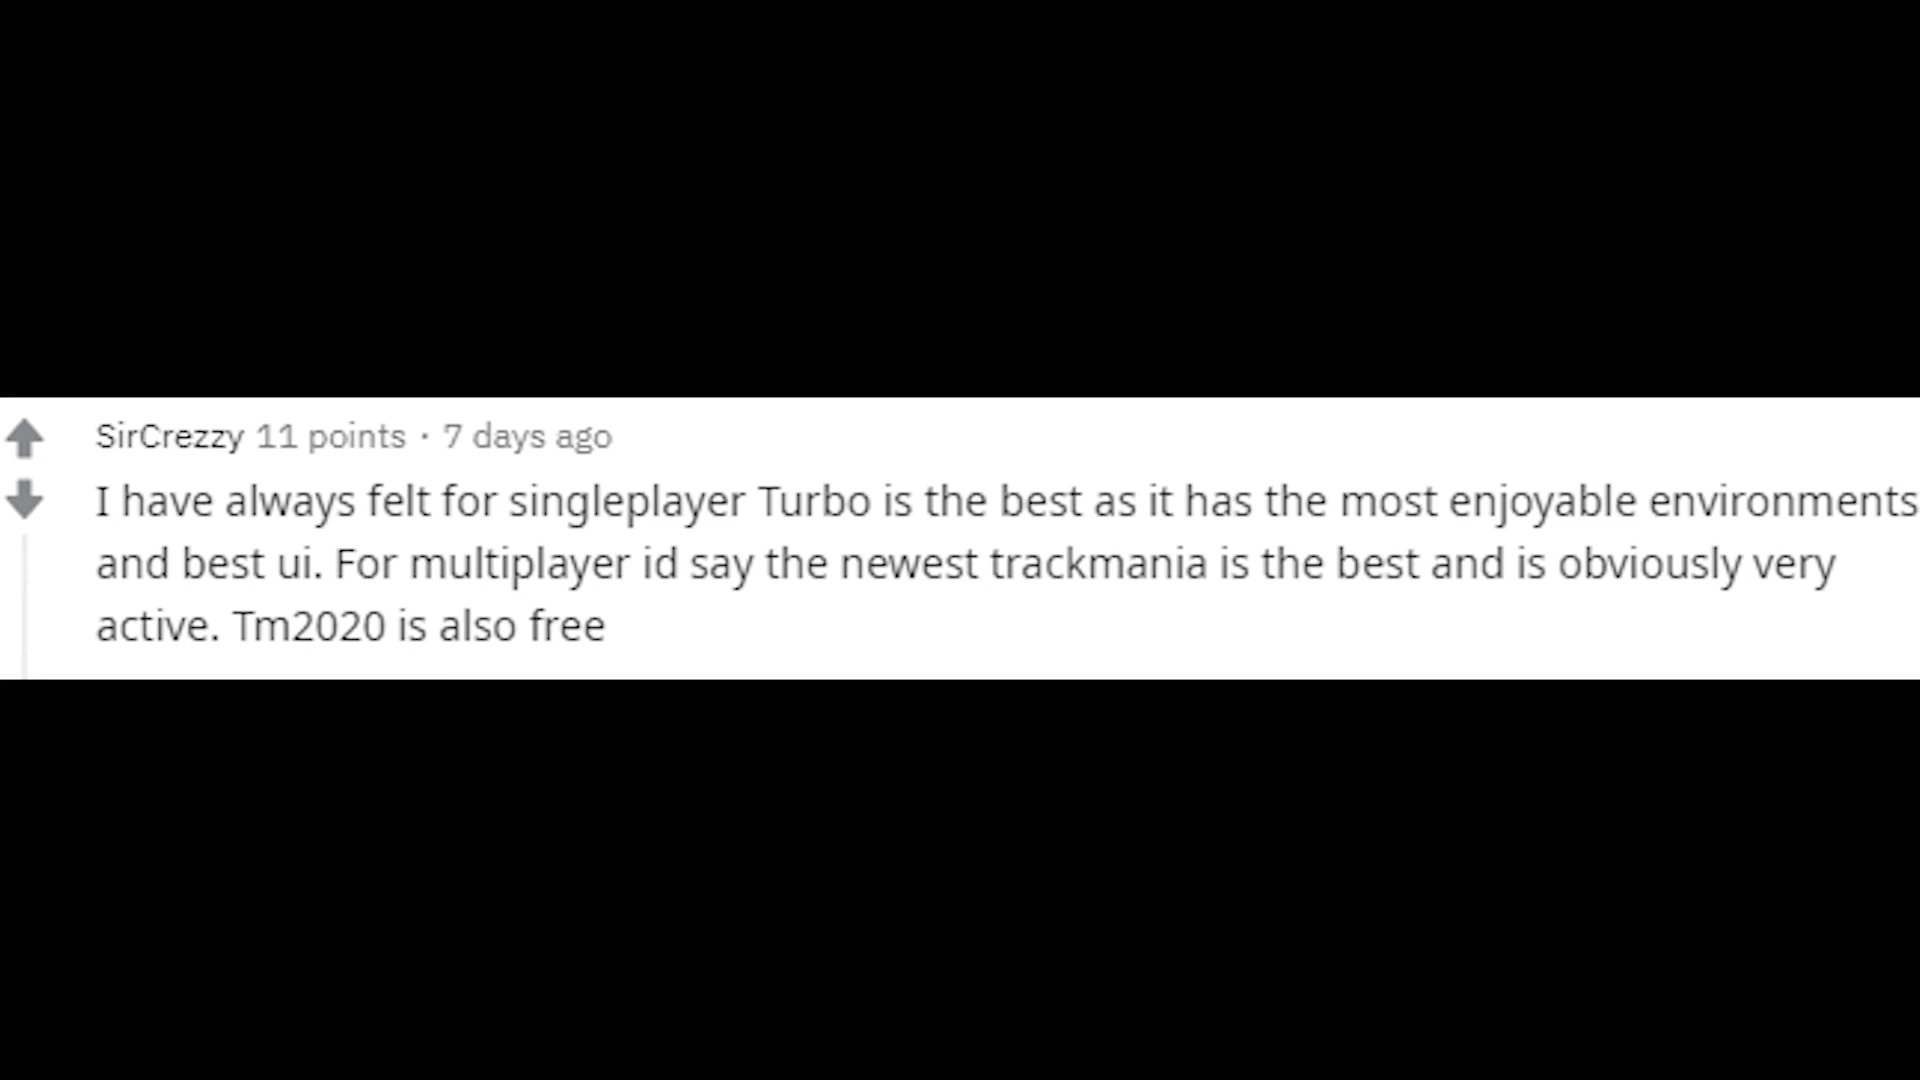 SirCrezzy 11 points · 7 days ago
I have always felt for singleplayer Turbo is the best as it has the most enjoyable environments
and best ui. For multiplayer id say the newest trackmania is the best and is obviously very
active. Tm2020 is also free